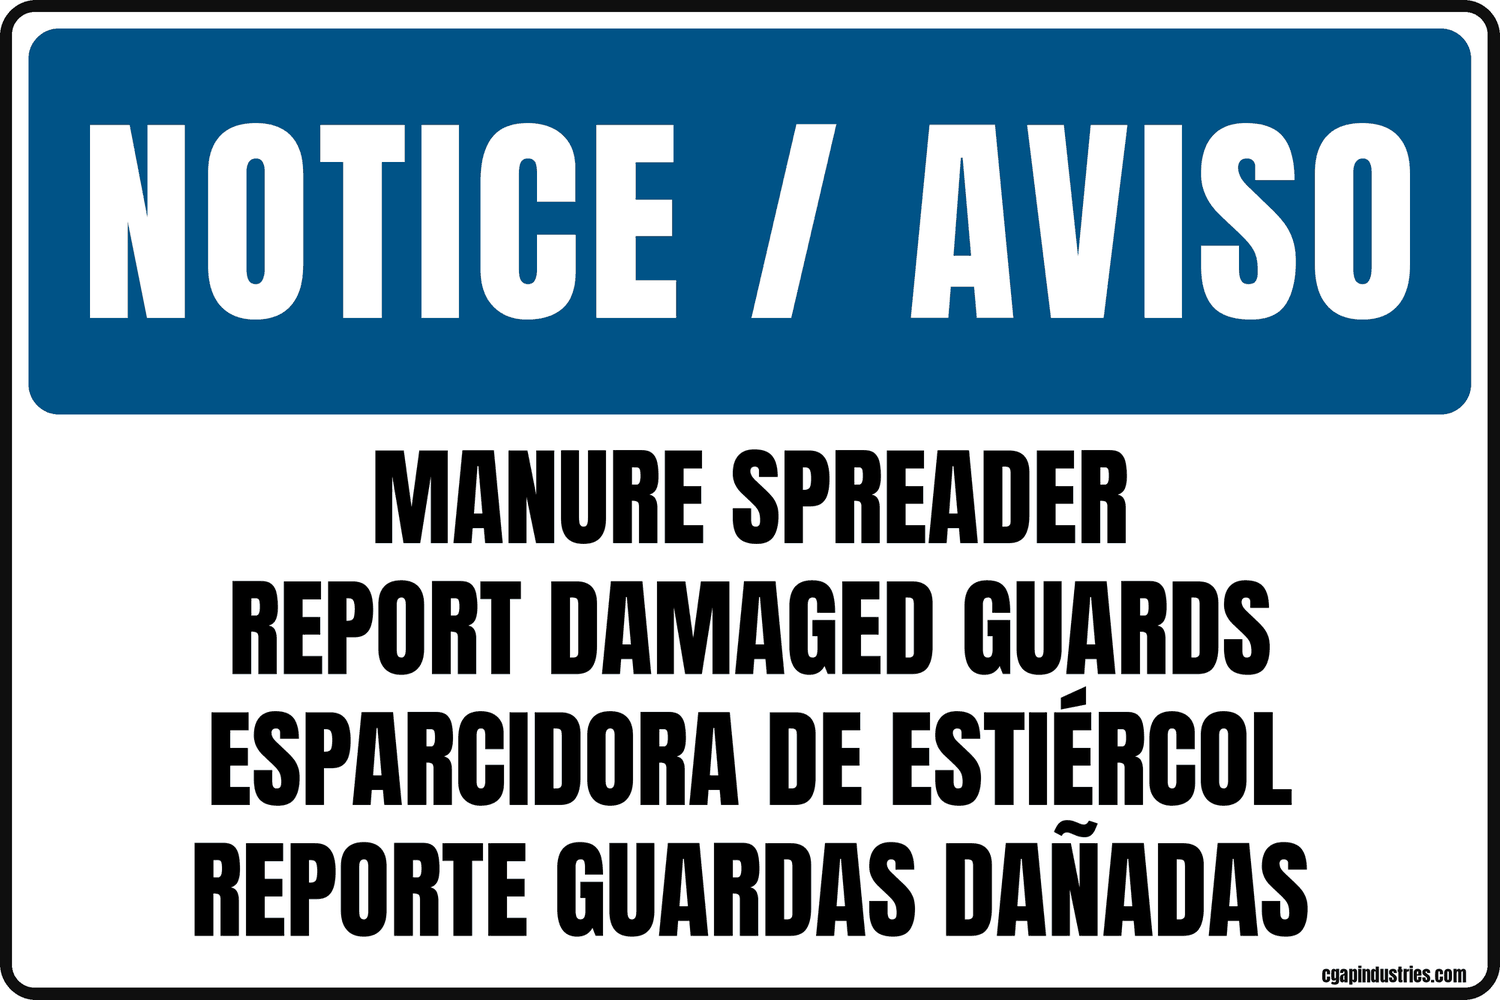 NOTICE / AVISO
MANURE SPREADER
REPORT DAMAGED GUARDS
ESPARCIDORA DE ESTIÉRCOL
REPORTE GUARDAS DAÑADAS
cgapindustries.com